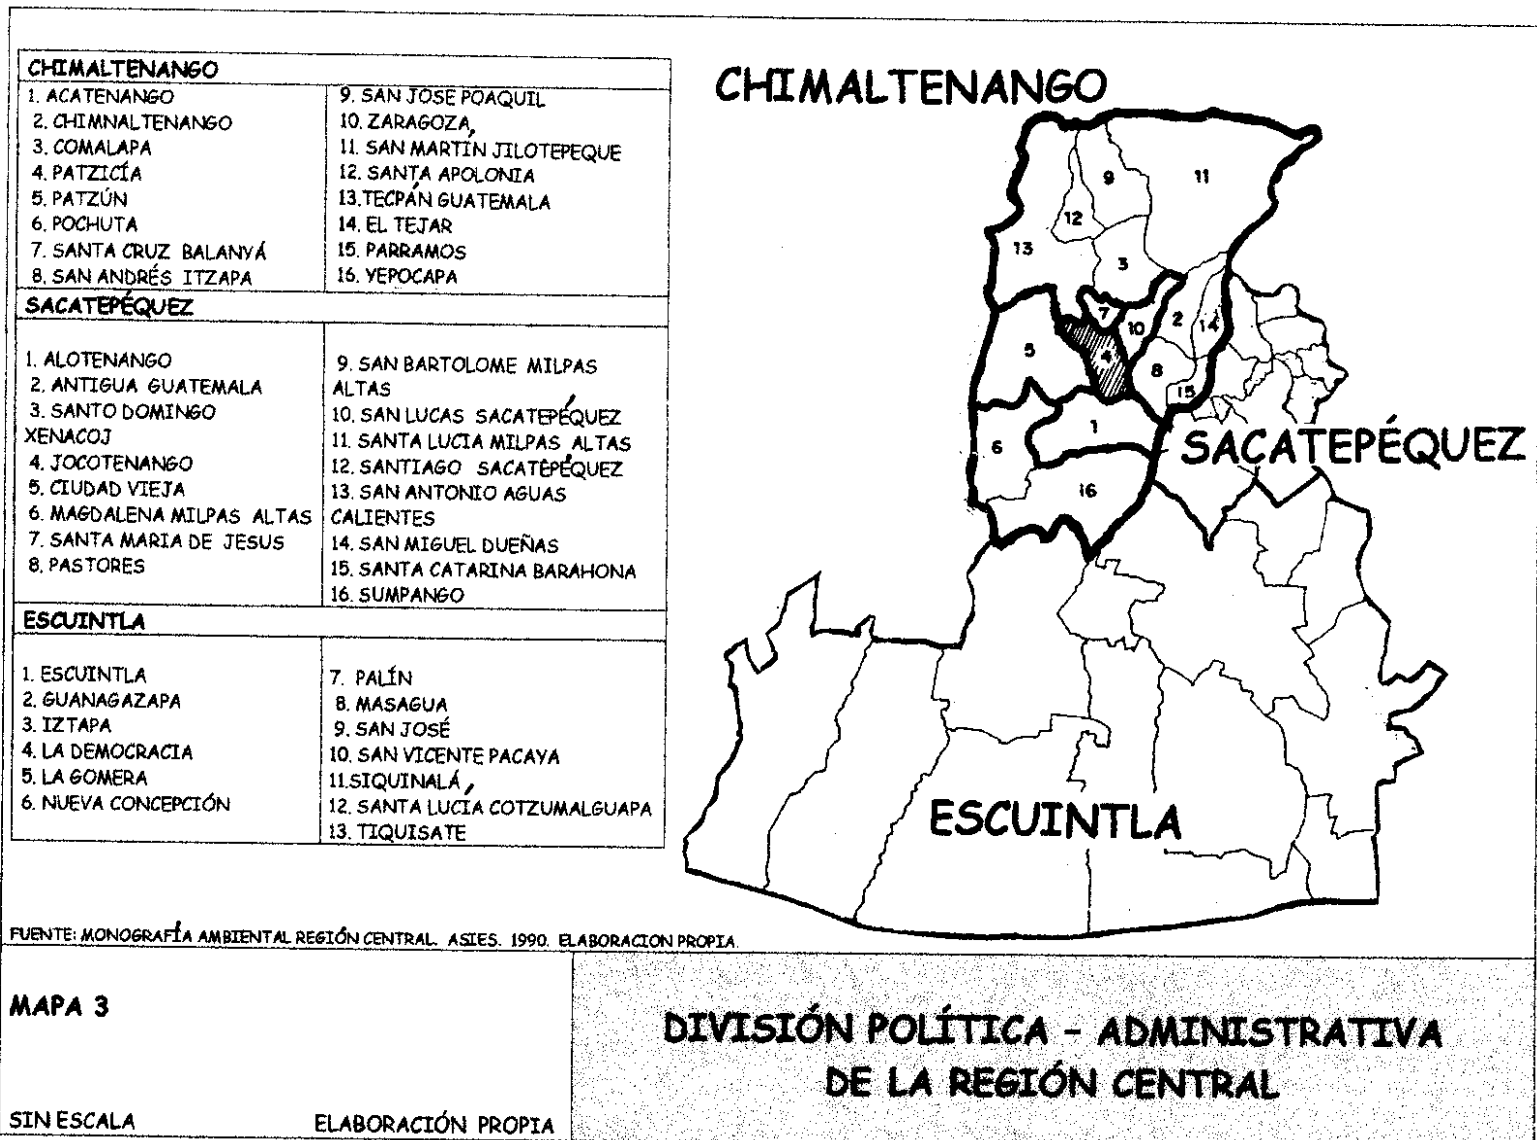 CHIMALTENANGO
1. ACATENANGO
2. CHIMNALTENANGO
3. COMALAPA
4. PATZICÍA
5. PATZÚN
6. POCHUTA
7. SANTA CRUZ BALANYÁ
8. SAN ANDRÉS ITZAPA
9. SAN JOSE POAQUIL
10. ZARAGOZA,
11. SAN MARTÍN JILOTEPEQUE
12. SANTA APOLONIA
13.TECPÁN GUATEMALA
14. EL TEJAR
15. PARRAMOS
16. YEPOCAPA
SACATEPÉQUEZ
1. ALOTENANGO
2. ANTIGUA GUATEMALA
3. SANTO DOMINGO
XENACOJ
4. JOCOTENANGO
5. CIUDAD VIEJA
6. MAGDALENA MILPAS ALTAS
7. SANTA MARIA DE JESUS
8. PASTORES
9. SAN BARTOLOME MILPAS
ALTAS
10. SAN LUCAS SACATEPÉQUEZ
11. SANTA LUCIA MILPAS ALTAS
12. SANTIAGO SACATEPÉQUEZ
13. SAN ANTONIO AGUAS
CALIENTES
14. SAN MIGUEL DUEÑAS
15. SANTA CATARINA BARAHONA
16. SUMPANGO
ESCUINTLA
1. ESCUINTLA
2. GUANAGAZAPA
3. IZTAPA
4. LA DEMOCRACIA
5. LA GOMERA
6. NUEVA CONCEPCIÓN
7. PALÍN
8. MASAGUA
9. SAN JOSÉ
10. SAN VICENTE PACAYA
11.SIQUINALÁ,
12. SANTA LUCIA COTZUMALGUAPA
13. TIQUISATE
CHIMALTENANGO
9
11
12
13
3
7
10
2
14
5
4
8
15
1
6
16
SACATEPÉQUEZ
ESCUINTLA
FUENTE: MONOGRAFÍA AMBIENTAL REGIÓN CENTRAL. ASIES. 1990. ELABORACION PROPIA.
MAPA 3
SIN ESCALA
ELABORACIÓN PROPIA
DIVISIÓN POLÍTICA - ADMINISTRATIVA
DE LA REGIÓN CENTRAL